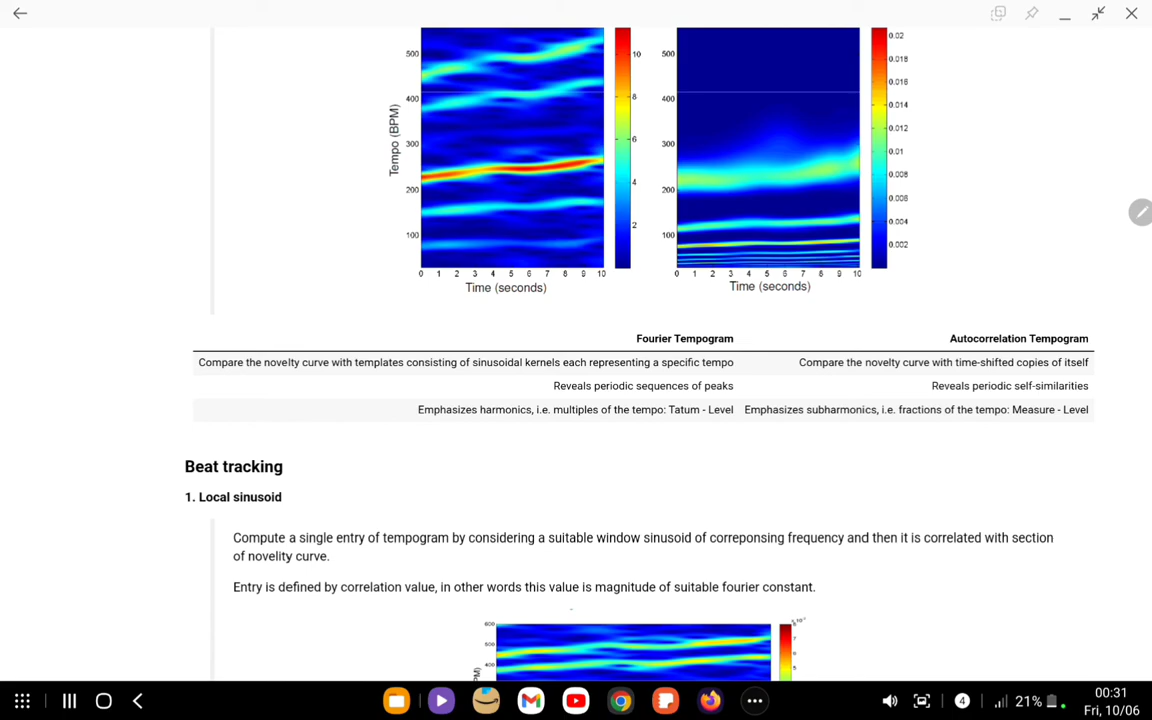 500
400
300
200
100
Tempo (BPM)
0 1 2 3 4 5 6 7 8 9 10
Time (seconds)
10
8
6
4
2
500
400
300
200
100
0 1 2 3 4 5 6 7 8 9 10
Time (seconds)
0.02
0.018
0.016
0.014
0.012
0.01
0.008
0.006
0.004
0.002
Fourier Tempogram Autocorrelation Tempogram
Compare the novelty curve with templates consisting of sinusoidal kernels each representing a specific tempo Compare the novelty curve with time-shifted copies of itself
Reveals periodic sequences of peaks Reveals periodic self-similarities
Emphasizes harmonics, i.e. multiples of the tempo: Tatum - Level Emphasizes subharmonics, i.e. fractions of the tempo: Measure - Level
Beat tracking
1. Local sinusoid
Compute a single entry of tempogram by considering a suitable window sinusoid of correponsing frequency and then it is correlated with section
of novelity curve.
Entry is defined by correlation value, in other words this value is magnitude of suitable fourier constant.
600
500
400
4
21%
00:31
Fri, 10/06